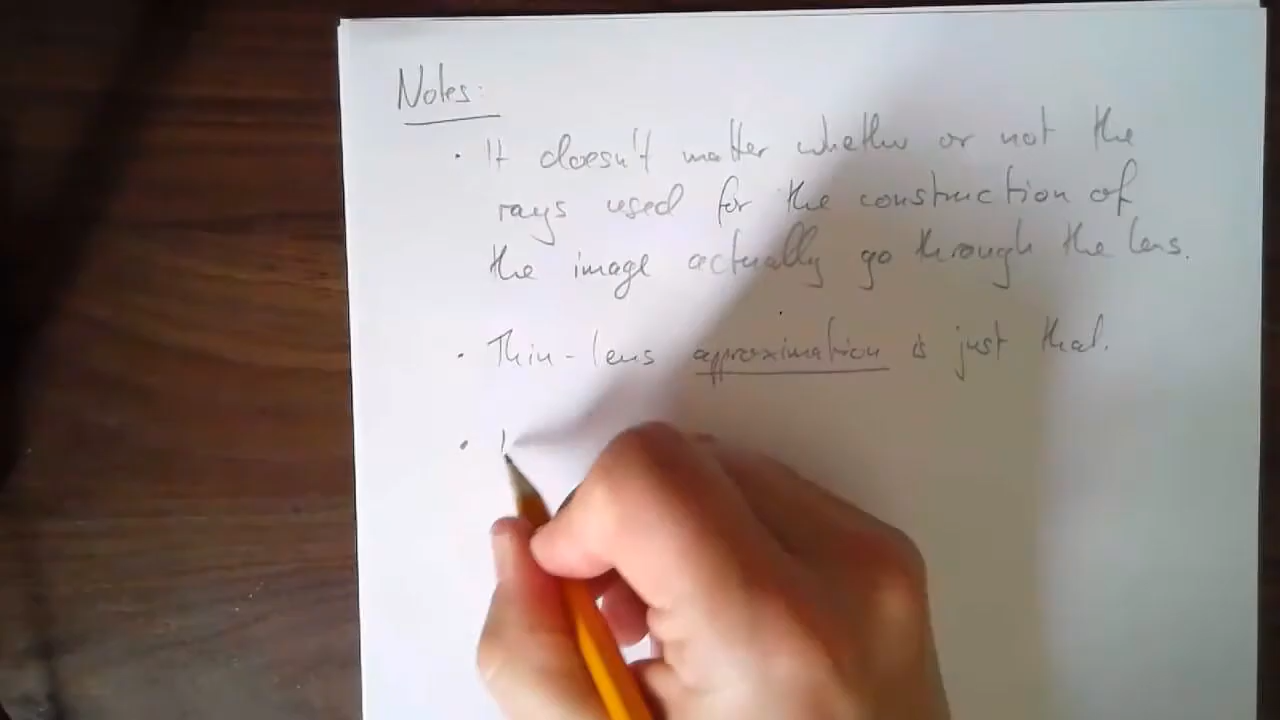 Notes:
· It doesn't matter whether or not the
rays used for the construction of
the image actually go through the lens.
· Thin-lens approximation is just that.
·